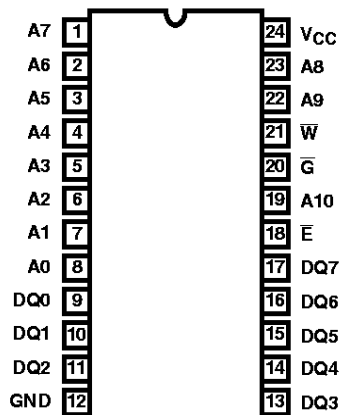 A7 1 24 VCC
A6 2 23 A8
A5 3 22 A9
A4 4 21 W̅
A3 5 20 G̅
A2 6 19 A10
A1 7 18 E̅
A0 8 17 DQ7
DQ0 9 16 DQ6
DQ1 10 15 DQ5
DQ2 11 14 DQ4
GND 12 13 DQ3